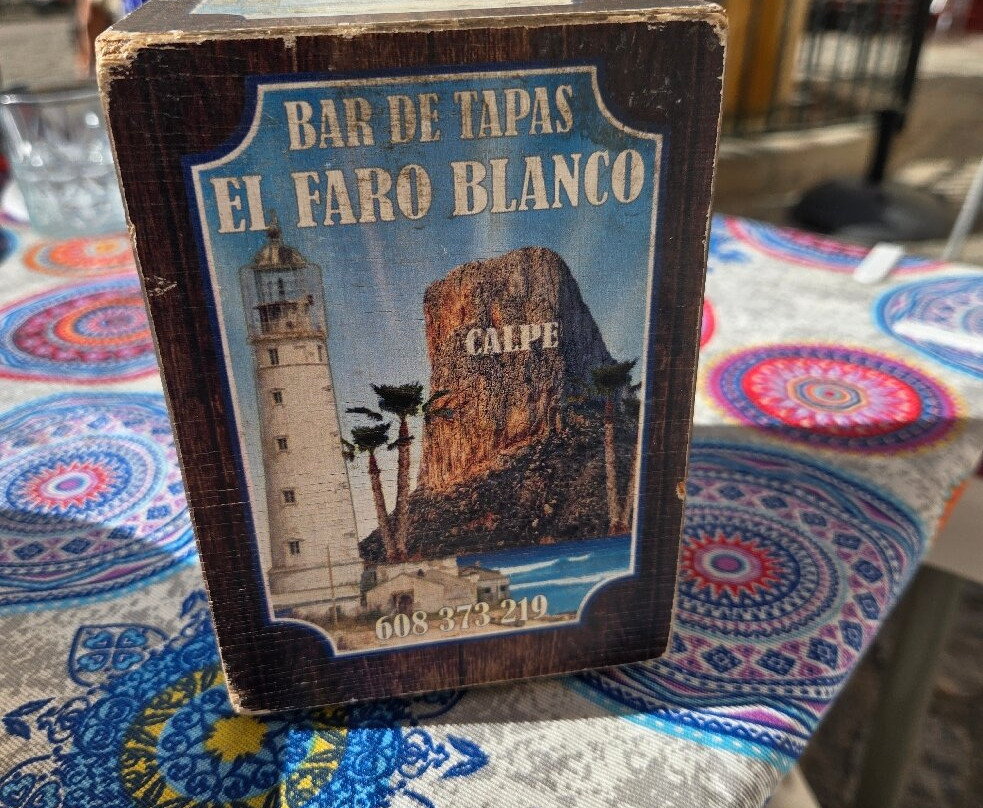 BAR DE TAPAS
EL FARO BLANCO
CALPE
608 373 219